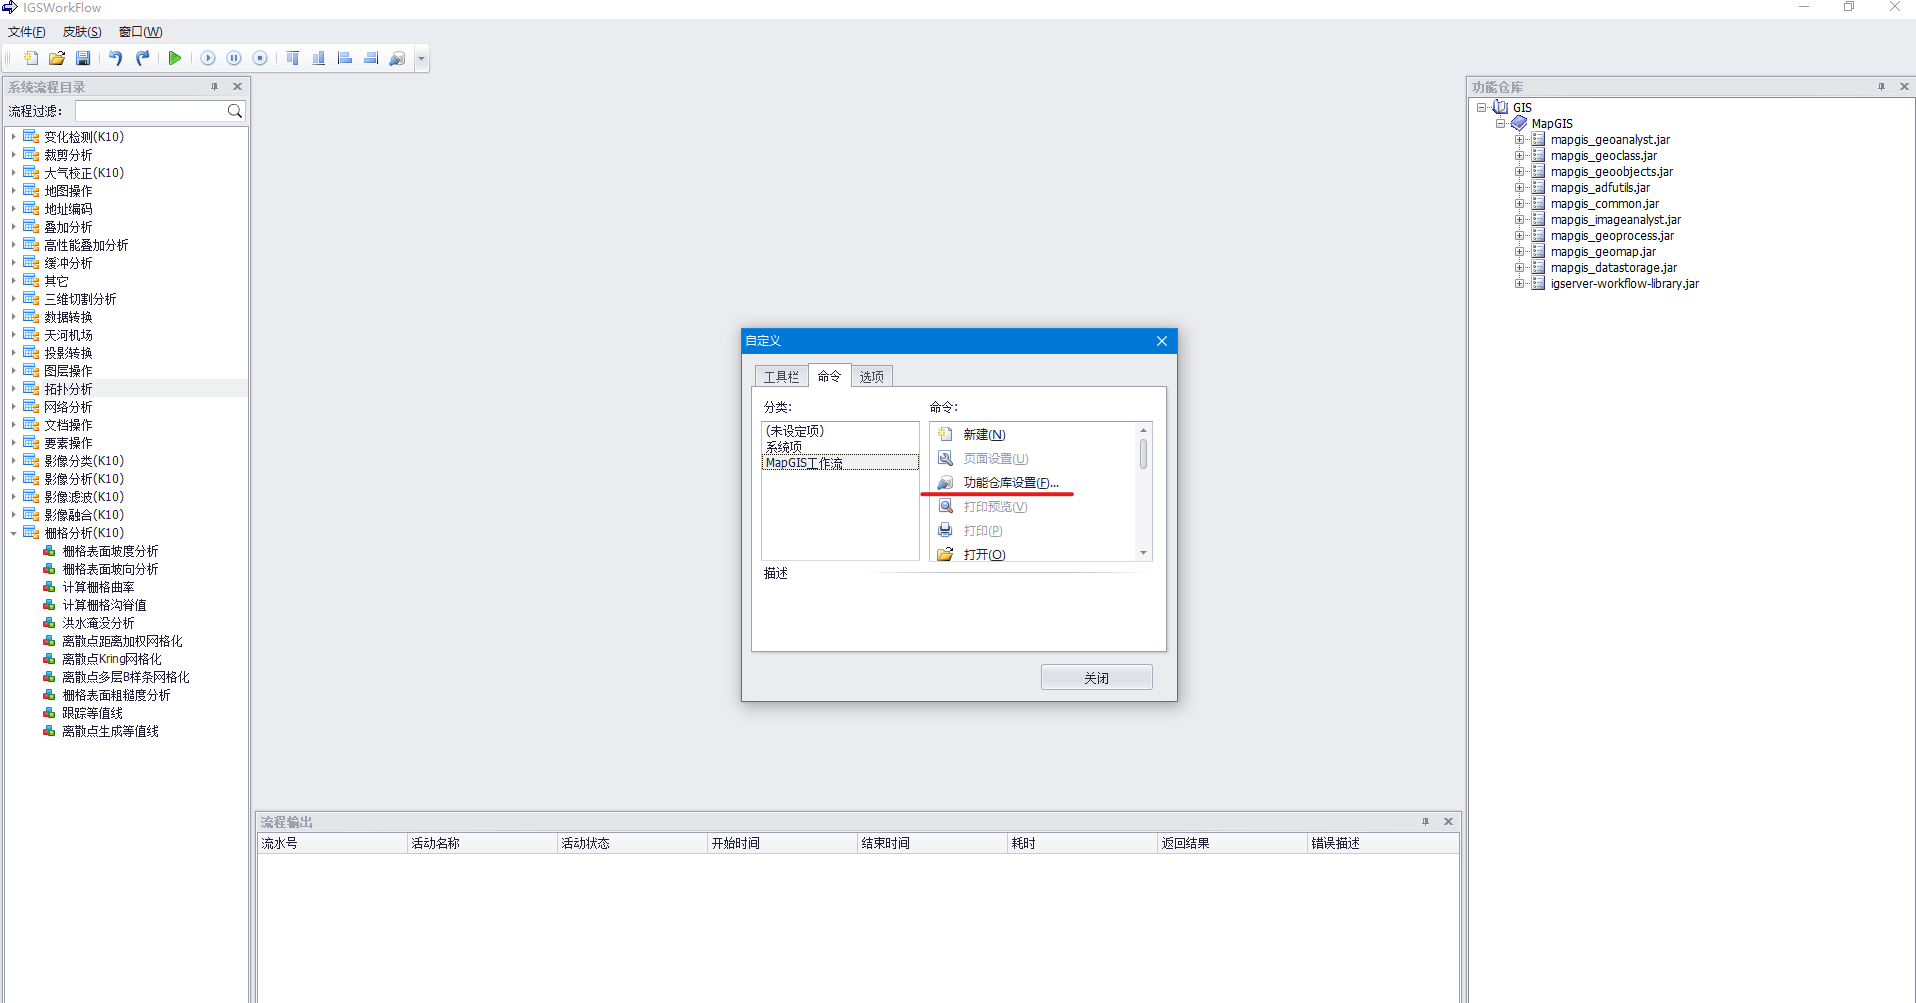 IGSWorkFlow
文件(F) 皮肤(S) 窗口(W)
系统流程目录
流程过滤:
变化检测(K10)
裁剪分析
大气校正(K10)
地图操作
地址编码
叠加分析
高性能叠加分析
缓冲分析
其它
三维切割分析
数据转换
天河机场
投影转换
图层操作
拓扑分析
网络分析
文档操作
要素操作
影像分类(K10)
影像分析(K10)
影像滤波(K10)
影像融合(K10)
栅格分析(K10)
栅格表面坡度分析
栅格表面坡向分析
计算栅格曲率
计算栅格沟脊值
洪水淹没分析
离散点距离加权网格化
离散点Kring网格化
离散点多层B样条网格化
栅格表面粗糙度分析
跟踪等值线
离散点生成等值线
自定义
工具栏 命令 选项
分类:
(未设定项)
系统项
MapGIS工作流
命令:
新建(N)
页面设置(U)
功能仓库设置(F)...
打印预览(V)
打印(P)
打开(O)
描述
关闭
流程输出
流水号 活动名称 活动状态 开始时间 结束时间 耗时 返回结果 错误描述
功能仓库
GIS
MapGIS
mapgis_geoanalyst.jar
mapgis_geoclass.jar
mapgis_geoobjects.jar
mapgis_adfutils.jar
mapgis_common.jar
mapgis_imageanalyst.jar
mapgis_geoprocess.jar
mapgis_geomap.jar
mapgis_datastorage.jar
igserver-workflow-library.jar